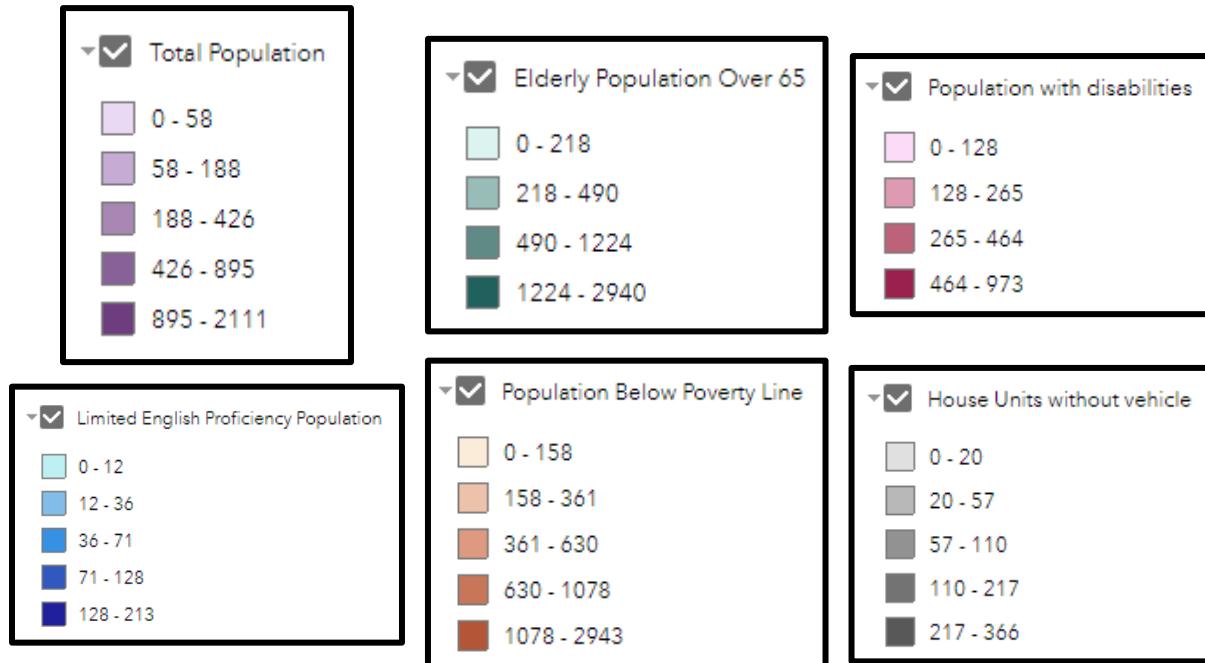 Total Population
0 - 58
58 - 188
188 - 426
426 - 895
895 - 2111
Elderly Population Over 65
0 - 218
218 - 490
490 - 1224
1224 - 2940
Population with disabilities
0 - 128
128 - 265
265 - 464
464 - 973
Limited English Proficiency Population
0 - 12
12 - 36
36 - 71
71 - 128
128 - 213
Population Below Poverty Line
0 - 158
158 - 361
361 - 630
630 - 1078
1078 - 2943
House Units without vehicle
0 - 20
20 - 57
57 - 110
110 - 217
217 - 366